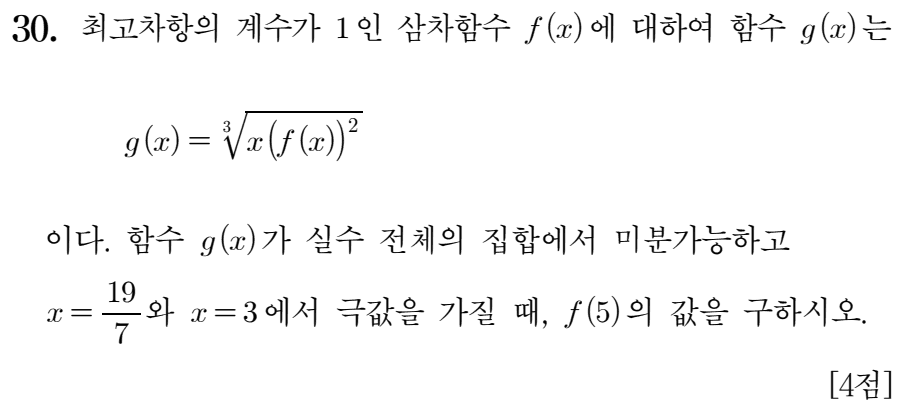 30. 최고차항의 계수가 1인 삼차함수 f(x)에 대하여 함수 g(x)는
g(x) = ∛(x(f(x))²)
이다. 함수 g(x)가 실수 전체의 집합에서 미분가능하고
x = 19/7 와 x = 3에서 극값을 가질 때, f(5)의 값을 구하시오.
[4점]